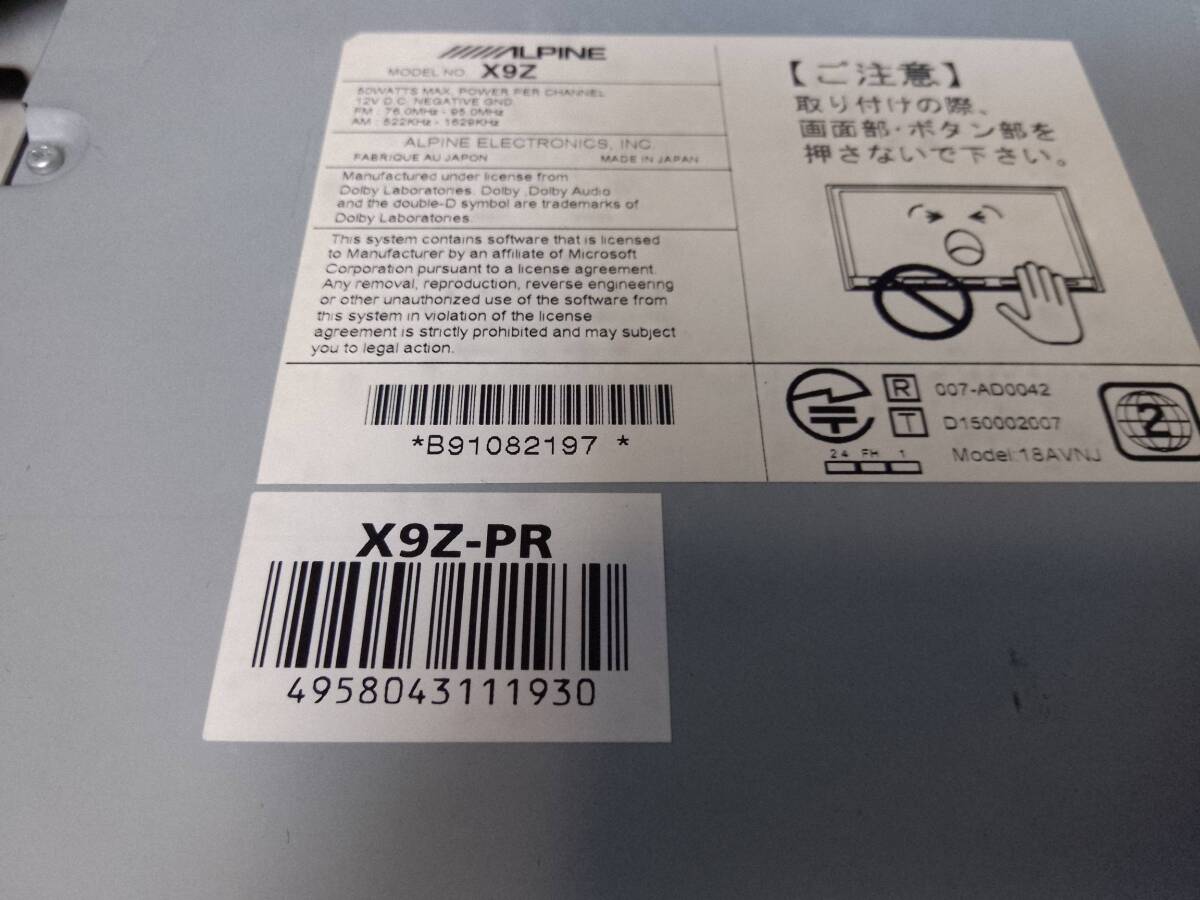 ALPINE
MODEL NO. X9Z
50WATTS MAX. POWER PER CHANNEL
12V D.C. NEGATIVE GND.
FM : 76.0MHz - 95.0MHz
AM : 522KHz - 1629KHz
ALPINE ELECTRONICS, INC.
FABRIQUE AU JAPON MADE IN JAPAN
Manufactured under license from
Dolby Laboratories. Dolby ,Dolby Audio
and the double-D symbol are trademarks of
Dolby Laboratories.
This system contains software that is licensed
to Manufacturer by an affiliate of Microsoft
Corporation pursuant to a license agreement.
Any removal, reproduction, reverse engineering
or other unauthorized use of the software from
this system in violation of the license
agreement is strictly prohibited and may subject
you to legal action.
*B91082197 *
【ご注意】
取り付けの際、
画面部・ボタン部を
押さないで下さい。
R 007-AD0042
T D150002007
2.4 FH 1
Model:18AVNJ
2
X9Z-PR
4958043111930